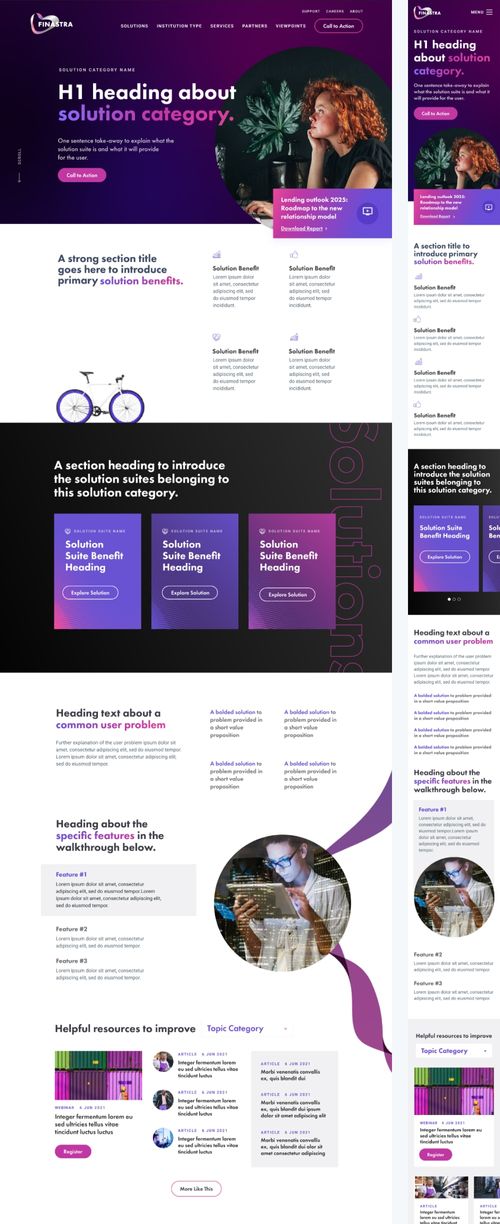 SUPPORT CAREERS ABOUT
FINASTRA
SOLUTIONS INSTITUTION TYPE SERVICES PARTNERS VIEWPOINTS Call to Action
SOLUTION CATEGORY NAME
H1 heading about
solution category.
One sentence take-away to explain what the
solution suite is and what it will provide
for the user.
Call to Action
SCROLL
Lending outlook 2025:
Roadmap to the new
relationship model
Download Report
A strong section title
goes here to introduce
primary solution benefits.
Solution Benefit
Lorem ipsum dolor sit
amet, consectetur
adipiscing elit, sed
do eiusmod tempor
incididunt.
Solution Benefit
Lorem ipsum dolor sit
amet, consectetur
adipiscing elit, sed
do eiusmod tempor
incididunt.
Solution Benefit
Lorem ipsum dolor sit
amet, consectetur
adipiscing elit, sed
do eiusmod tempor
incididunt.
Solution Benefit
Lorem ipsum dolor sit
amet, consectetur
adipiscing elit, sed
do eiusmod tempor
incididunt.
A section heading to introduce
the solution suites belonging to
this solution category.
Solutions
SOLUTION SUITE NAME
Solution
Suite Benefit
Heading
Explore Solution
SOLUTION SUITE NAME
Solution
Suite Benefit
Heading
Explore Solution
SOLUTION SUITE NAME
Solution
Suite Benefit
Heading
Explore Solution
Heading text about a
common user problem
Further explanation of the user problem ipsum dolor sit
amet, consectetur adipiscing elit, sed do eiusmod tempor.
Lorem ipsum dolor sit amet, consectetur adipiscing elit.
A bolded solution to
problem provided in
a short value
proposition
A bolded solution to
problem provided in
a short value
proposition
A bolded solution to
problem provided in
a short value
proposition
A bolded solution to
problem provided in
a short value
proposition
Heading about the
specific features in the
walkthrough below.
Feature #1
Lorem ipsum dolor sit amet, consectetur
adipiscing elit, sed do eiusmod tempor.Lorem
ipsum dolor sit amet, consectetur adipiscing elit,
sed do eiusmod tempor.
Feature #2
Lorem ipsum dolor sit amet, consectetur
adipiscing elit, sed do eiusmod tempor.
Feature #3
Lorem ipsum dolor sit amet, consectetur
adipiscing elit, sed do eiusmod tempor.
Helpful resources to improve Topic Category
WEBINAR 6 JUN 2021
Integer fermentum lorem eu
sed ultricies tellus vitae
tincidunt luctus luctus
Register
ARTICLE 6 JUN 2021
Integer fermentum lorem
eu sed ultricies tellus vitae
tincidunt luctus
ARTICLE 6 JUN 2021
Integer fermentum lorem
eu sed ultricies tellus vitae
tincidunt luctus
ARTICLE 6 JUN 2021
Integer fermentum lorem
eu sed ultricies tellus vitae
tincidunt luctus
ARTICLE 6 JUN 2021
Morbi venenatis convallis
ex, quis blandit dui
ARTICLE 6 JUN 2021
Morbi venenatis convallis
ex, quis blandit dui ipsum
dolor sit amet adipiscing elit
ARTICLE 6 JUN 2021
Morbi venenatis convallis
ex, quis blandit dui olor sit
amet consectetur adipiscing
More Like This
FINASTRA
MENU
SOLUTION CATEGORY NAME
H1 heading
about solution
category.
One sentence take-away to explain
what the solution suite is and what it
will provide for the user.
Call to Action
Lending outlook 2025:
Roadmap to the new
relationship model
Download Report
A section title to
introduce primary
solution benefits.
Solution Benefit
Lorem ipsum dolor sit amet, consectetur
adipiscing elit, sed do eiusmod tempor
incididunt.
Solution Benefit
Lorem ipsum dolor sit amet, consectetur
adipiscing elit, sed do eiusmod tempor
incididunt.
Solution Benefit
Lorem ipsum dolor sit amet, consectetur
adipiscing elit, sed do eiusmod tempor
incididunt.
Solution Benefit
Lorem ipsum dolor sit amet, consectetur
adipiscing elit, sed do eiusmod tempor
incididunt.
A section heading to
introduce the solution
suites belonging to
this solution category.
SOLUTION SUITE NAME
Solution Suite
Benefit Heading
Explore Solution
Heading text about a
common user problem
Further explanation of the user problem
ipsum dolor sit amet, consectetur
adipiscing elit, sed do eiusmod tempor.
Lorem ipsum dolor sit amet, consectetur
adipiscing elit.
A bolded solution to problem provided
in a short value proposition
A bolded solution to problem provided
in a short value proposition
A bolded solution to problem provided
in a short value proposition
A bolded solution to problem provided
in a short value proposition
Heading about the
specific features in the
walkthrough below.
Feature #1
Lorem ipsum dolor sit amet,
consectetur adipiscing elit, sed do
eiusmod tempor.Lorem ipsum dolor
sit amet, consectetur
adipiscing elit, sed do eiusmod
tempor.
Feature #2
Lorem ipsum dolor sit amet, consectetur
adipiscing elit, sed do eiusmod tempor.
Feature #3
Lorem ipsum dolor sit amet, consectetur
adipiscing elit, sed do eiusmod tempor.
Helpful resources to improve
Topic Category
WEBINAR 6 JUN 2021
Integer fermentum lorem eu
sed ultricies tellus vitae
tincidunt luctus luctus
Register